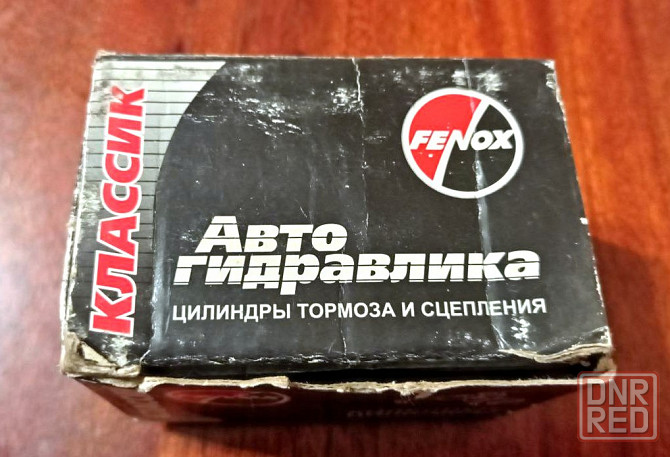 КЛАССИК
FENOX
Авто
гидравлика
ЦИЛИНДРЫ ТОРМОЗА И СЦЕПЛЕНИЯ
DNR
RED